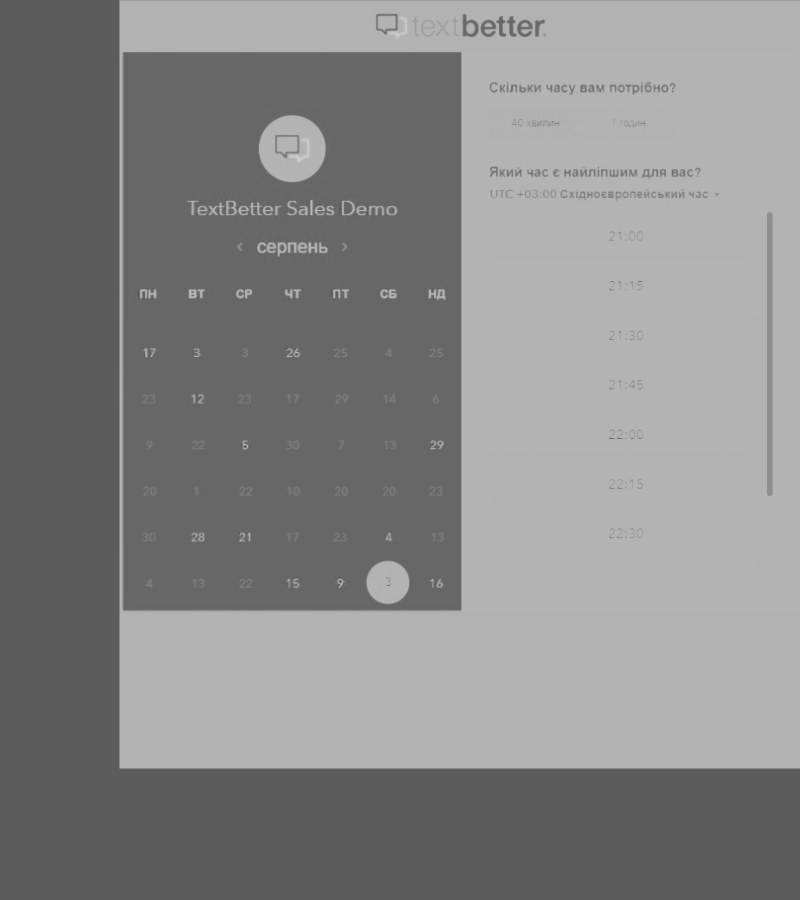 textbetter.
TextBetter Sales Demo
‹ серпень ›
ПН ВТ СР ЧТ ПТ СБ НД
17 3 3 26 25 4 25
23 12 23 17 29 14 6
9 22 5 30 7 13 29
20 1 22 10 20 20 23
30 28 21 17 23 4 13
4 13 22 15 9 3 16
Скільки часу вам потрібно?
40 хвилин 1 годин
Який час є найліпшим для вас?
UTC +03:00 Східноєвропейський час
21:00
21:15
21:30
21:45
22:00
22:15
22:30